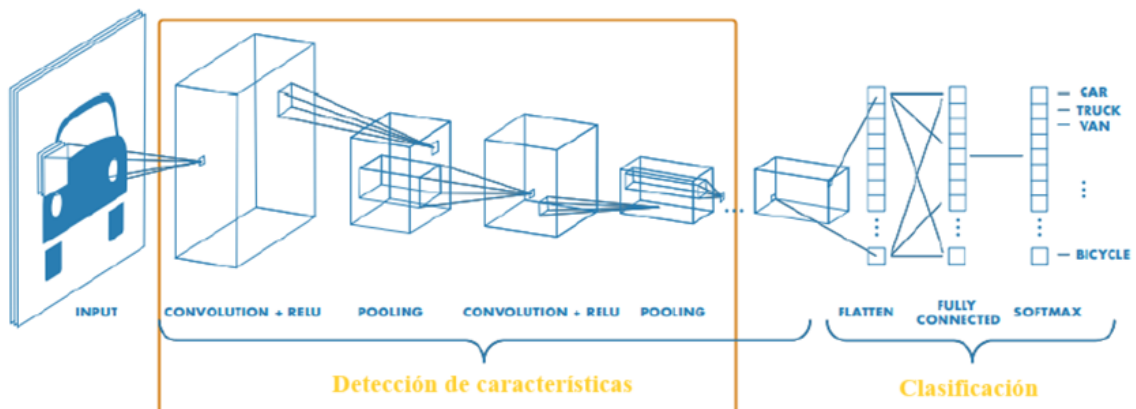 CAR
TRUCK
VAN
BICYCLE
INPUT
CONVOLUTION + RELU
POOLING
CONVOLUTION + RELU
POOLING
FLATTEN
FULLY
CONNECTED
SOFTMAX
Detección de características
Clasificación